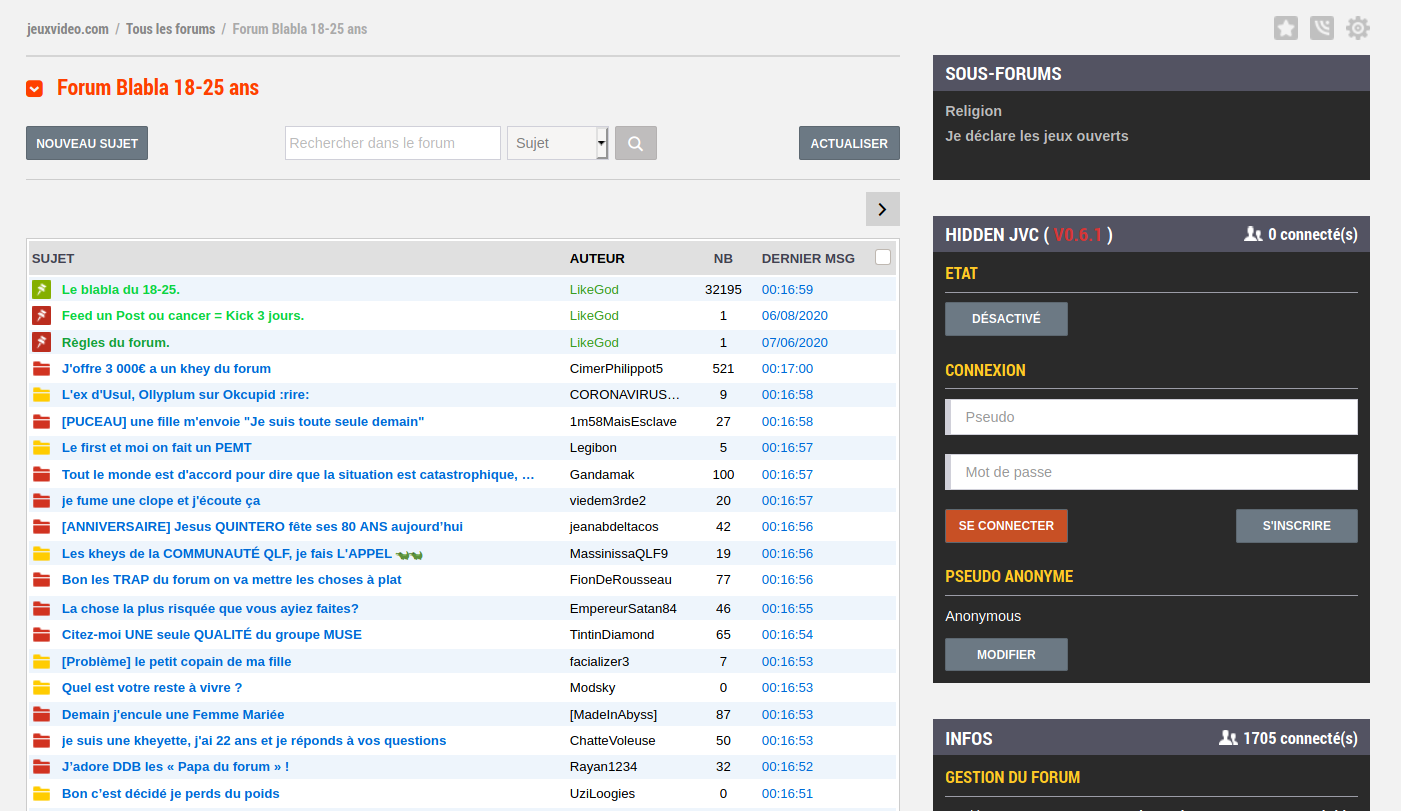 jeuxvideo.com / Tous les forums / Forum Blabla 18-25 ans
Forum Blabla 18-25 ans
NOUVEAU SUJET Rechercher dans le forum Sujet ACTUALISER
SUJET AUTEUR NB DERNIER MSG
Le blabla du 18-25. LikeGod 32195 00:16:59
Feed un Post ou cancer = Kick 3 jours. LikeGod 1 06/08/2020
Règles du forum. LikeGod 1 07/06/2020
J'offre 3 000€ a un khey du forum CimerPhilippot5 521 00:17:00
L'ex d'Usul, Ollyplum sur Okcupid :rire: CORONAVIRUS… 9 00:16:58
[PUCEAU] une fille m'envoie "Je suis toute seule demain" 1m58MaisEsclave 27 00:16:58
Le first et moi on fait un PEMT Legibon 5 00:16:57
Tout le monde est d'accord pour dire que la situation est catastrophique, … Gandamak 100 00:16:57
je fume une clope et j'écoute ça viedem3rde2 20 00:16:57
[ANNIVERSAIRE] Jesus QUINTERO fête ses 80 ANS aujourd'hui jeanabdeltacos 42 00:16:56
Les kheys de la COMMUNAUTÉ QLF, je fais L'APPEL MassinissaQLF9 19 00:16:56
Bon les TRAP du forum on va mettre les choses à plat FionDeRousseau 77 00:16:56
La chose la plus risquée que vous ayiez faites? EmpereurSatan84 46 00:16:55
Citez-moi UNE seule QUALITÉ du groupe MUSE TintinDiamond 65 00:16:54
[Problème] le petit copain de ma fille facializer3 7 00:16:53
Quel est votre reste à vivre ? Modsky 0 00:16:53
Demain j'encule une Femme Mariée [MadeInAbyss] 87 00:16:53
je suis une kheyette, j'ai 22 ans et je réponds à vos questions ChatteVoleuse 50 00:16:53
J'adore DDB les « Papa du forum » ! Rayan1234 32 00:16:52
Bon c'est décidé je perds du poids UziLoogies 0 00:16:51
SOUS-FORUMS
Religion
Je déclare les jeux ouverts
HIDDEN JVC ( V0.6.1 ) 0 connecté(s)
ETAT
DÉSACTIVÉ
CONNEXION
Pseudo
Mot de passe
SE CONNECTER S'INSCRIRE
PSEUDO ANONYME
Anonymous
MODIFIER
INFOS 1705 connecté(s)
GESTION DU FORUM